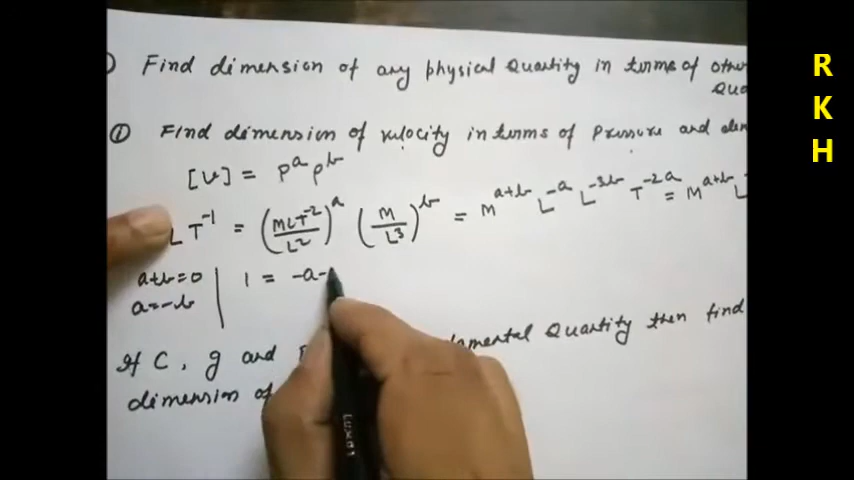 ) Find dimension of any physical Quantity in terms of other
Qua
① Find dimension of velocity in terms of Pressure and den
[v] = P^a ρ^b
LT^-1 = (MLT^-2/L^2)^a (M/L^3)^b = M^a+b L^-a L^-3b T^-2a = M^a+b L^-
a+b=0 | 1 = -a-
a=-b
If C, g and fundamental Quantity then find
dimension of
LUXOR
R
K
H